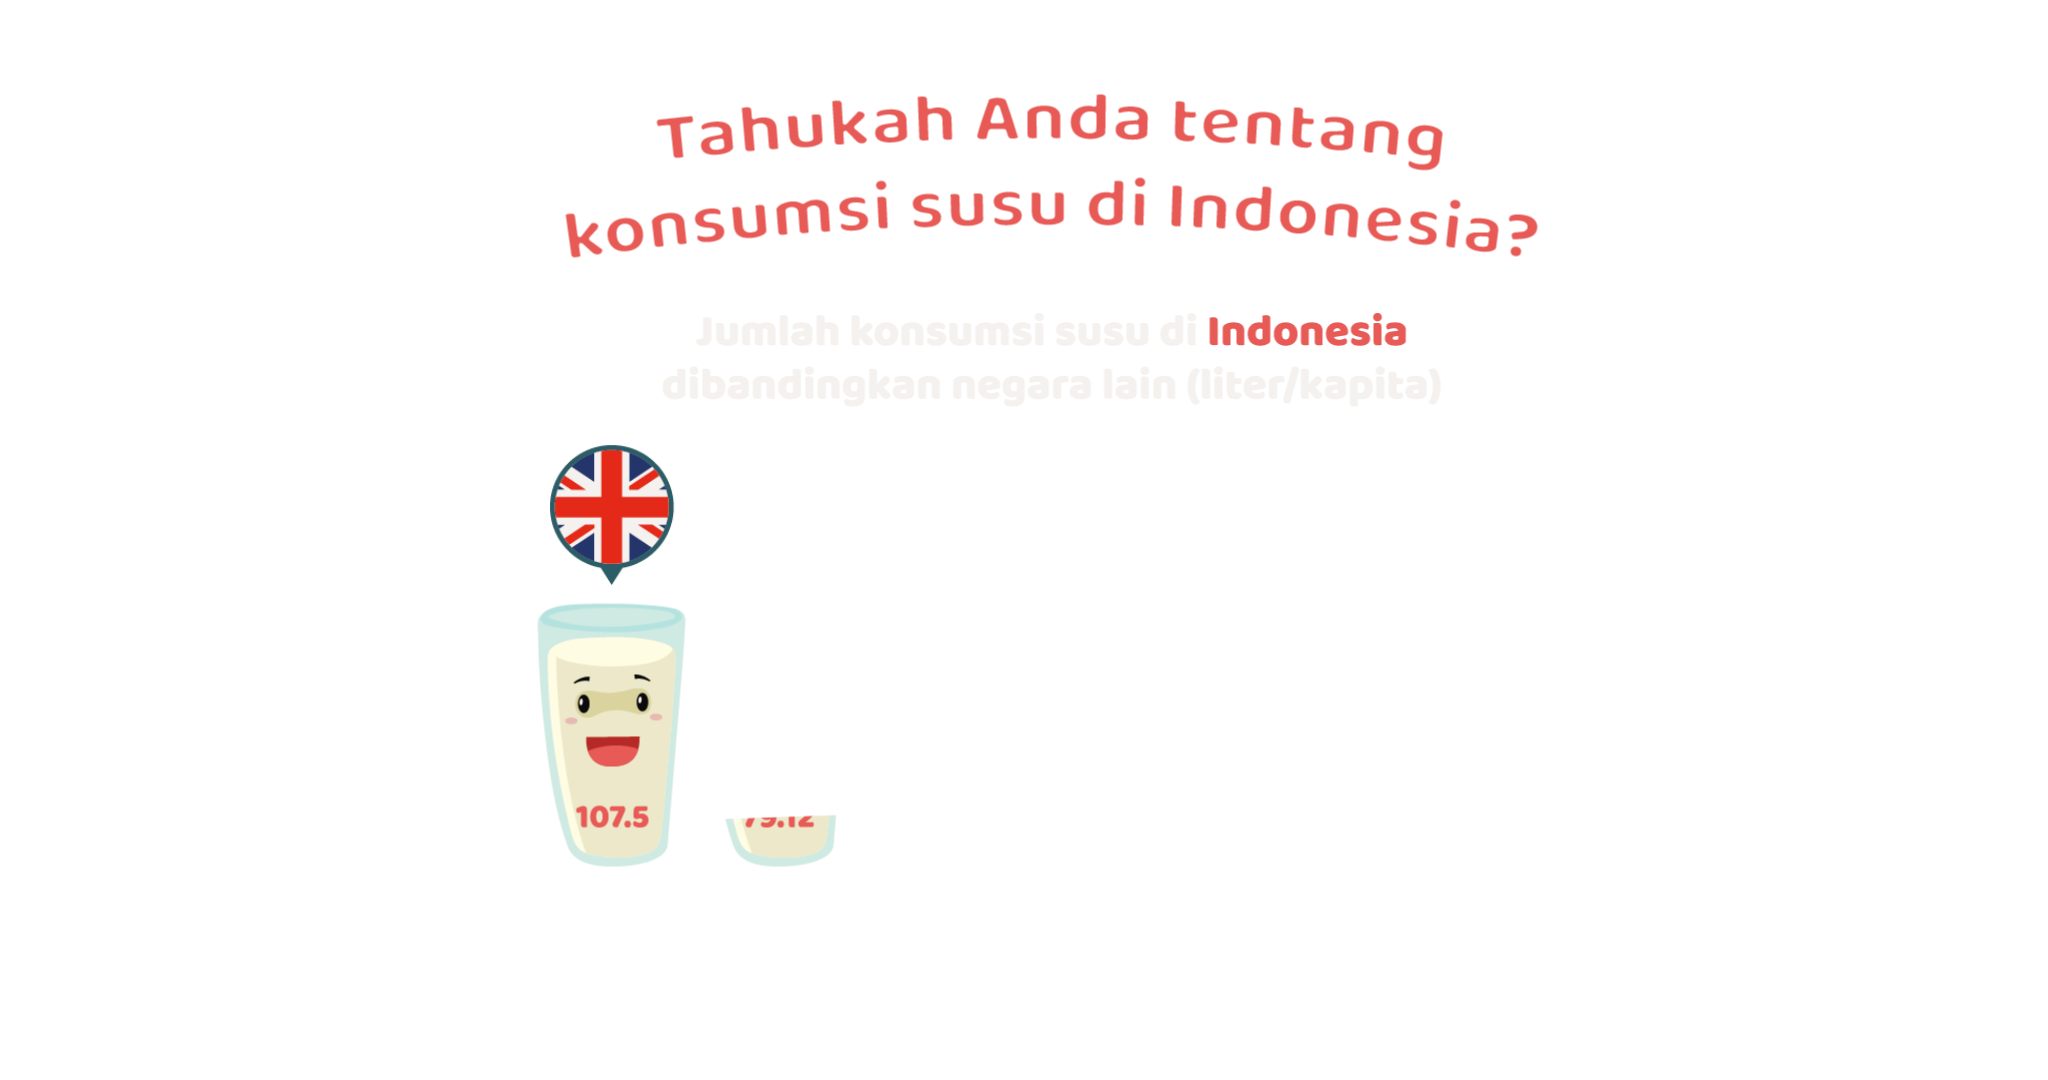 Tahukah Anda tentang
konsumsi susu di Indonesia?
Jumlah konsumsi susu di Indonesia
dibandingkan negara lain (liter/kapita)
107.5